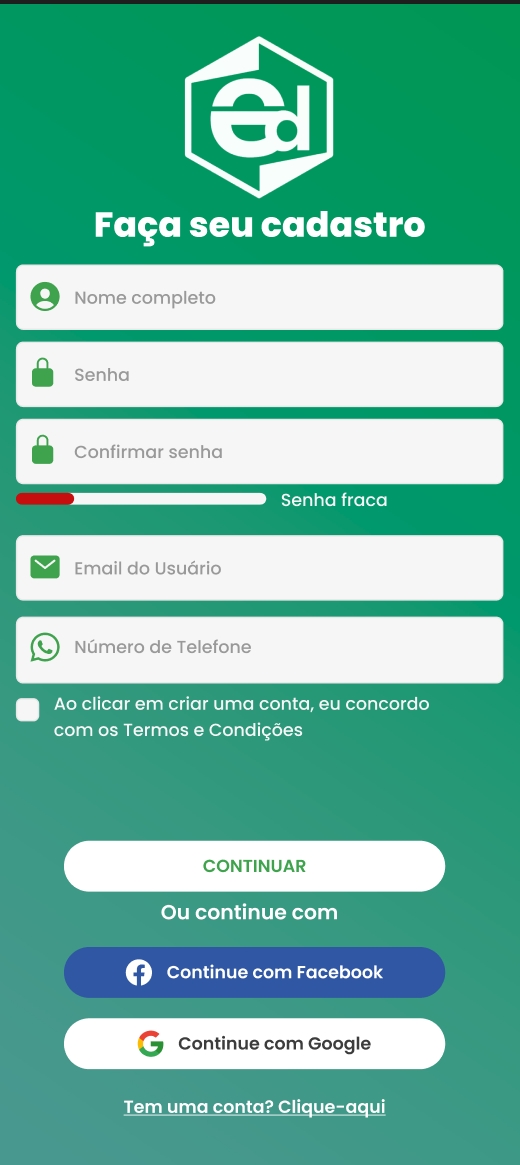 ed
Faça seu cadastro
Nome completo
Senha
Confirmar senha
Senha fraca
Email do Usuário
Número de Telefone
Ao clicar em criar uma conta, eu concordo
com os Termos e Condições
CONTINUAR
Ou continue com
Continue com Facebook
Continue com Google
Tem uma conta? Clique-aqui